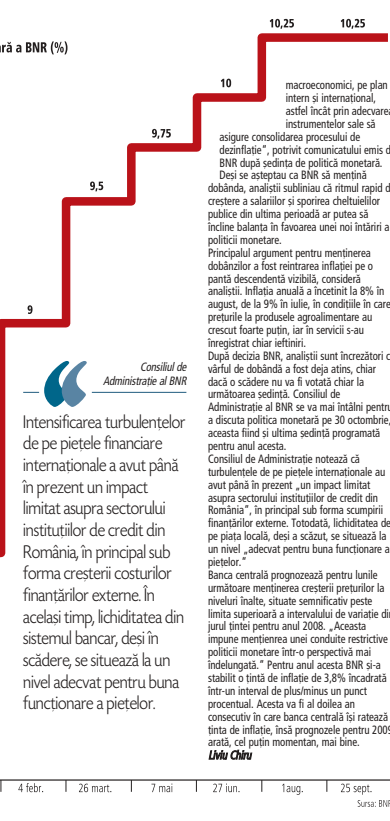 10,25
10,25
ară a BNR (%)
10
9,75
9,5
9
macroeconomici, pe plan
intern și internațional,
astfel încât prin adecvarea
instrumentelor sale să
asigure consolidarea procesului de
dezinflație", potrivit comunicatului emis d
BNR după ședința de politică monetară.
Deși se așteptau ca BNR să mențină
dobânda, analiștii subliniau că ritmul rapid d
creștere a salariilor și sporirea cheltuielilor
publice din ultima perioadă ar putea să
încline balanța în favoarea unei noi întăriri a
politicii monetare.
Principalul argument pentru menținerea
dobânzilor a fost reintrarea inflației pe o
pantă descendentă vizibilă, consideră
analiștii. Inflația anuală a încetinit la 8% în
august, de la 9% în iulie, în condițiile în care
prețurile la produsele agroalimentare au
crescut foarte puțin, iar în servicii s-au
înregistrat chiar ieftiniri.
După decizia BNR, analiștii sunt încrezători c
vârful de dobândă a fost deja atins, chiar
dacă o scădere nu va fi votată chiar la
următoarea ședință. Consiliul de
Administrație al BNR se va mai întâlni pentru
a discuta politica monetară pe 30 octombrie,
aceasta fiind și ultima ședință programată
pentru anul acesta.
Consiliul de Administrație notează că
turbulențele de pe piețele internaționale au
avut până în prezent „un impact limitat
asupra sectorului instituțiilor de credit din
România", în principal sub forma scumpirii
finanțărilor externe. Totodată, lichiditatea de
pe piața locală, deși a scăzut, se situează la
un nivel „adecvat pentru buna funcționare a
piețelor."
Banca centrală prognozează pentru lunile
următoare menținerea creșterii prețurilor la
niveluri înalte, situate semnificativ peste
limita superioară a intervalului de variație din
jurul țintei pentru anul 2008. „Aceasta
impune menținerea unei conduite restrictive
politicii monetare într-o perspectivă mai
îndelungată." Pentru anul acesta BNR și-a
stabilit o țintă de inflație de 3,8% încadrată
într-un interval de plus/minus un punct
procentual. Acesta va fi al doilea an
consecutiv în care banca centrală își ratează
ținta de inflație, însă prognozele pentru 2009
arată, cel puțin momentan, mai bine.
Liviu Chiru
Consiliul de
Administrație al BNR
Intensificarea turbulențelor
de pe piețele financiare
internaționale a avut până
în prezent un impact
limitat asupra sectorului
instituțiilor de credit din
România, în principal sub
forma creșterii costurilor
finanțărilor externe. În
același timp, lichiditatea din
sistemul bancar, deși în
scădere, se situează la un
nivel adecvat pentru buna
funcționare a piețelor.
4 febr.
26 mart.
7 mai
27 iun.
1aug.
25 sept.
Sursa: BNR